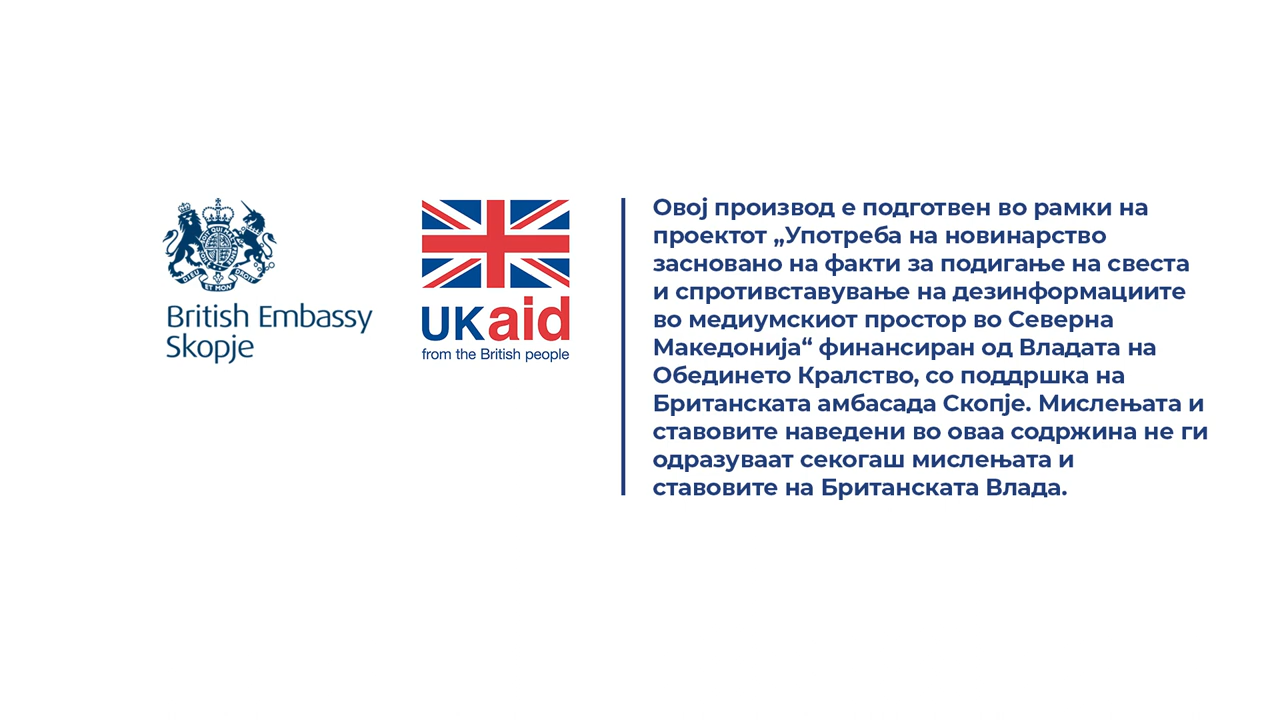 British Embassy
Skopje
UKaid
from the British people
Овој производ е подготвен во рамки на
проектот „Употреба на новинарство
засновано на факти за подигање на свеста
и спротивставување на дезинформациите
во медиумскиот простор во Северна
Македонија“ финансиран од Владата на
Обединето Кралство, со поддршка на
Британската амбасада Скопје. Мислењата и
ставовите наведени во оваа содржина не ги
одразуваат секогаш мислењата и
ставовите на Британската Влада.